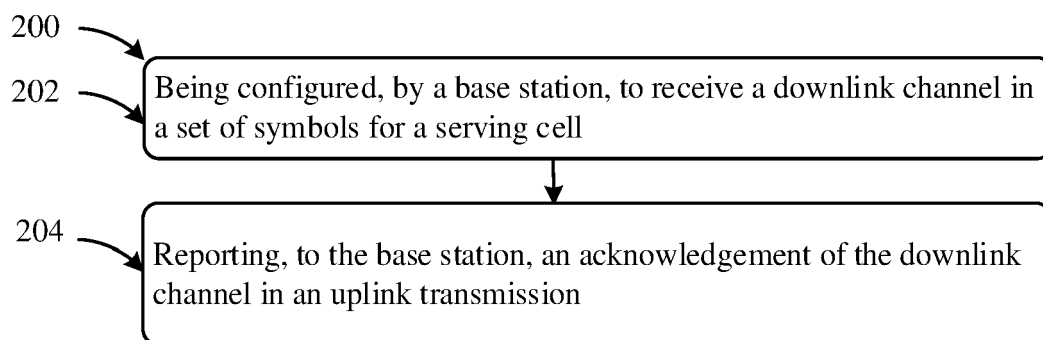 200
202
Being configured, by a base station, to receive a downlink channel in
a set of symbols for a serving cell
204
Reporting, to the base station, an acknowledgement of the downlink
channel in an uplink transmission